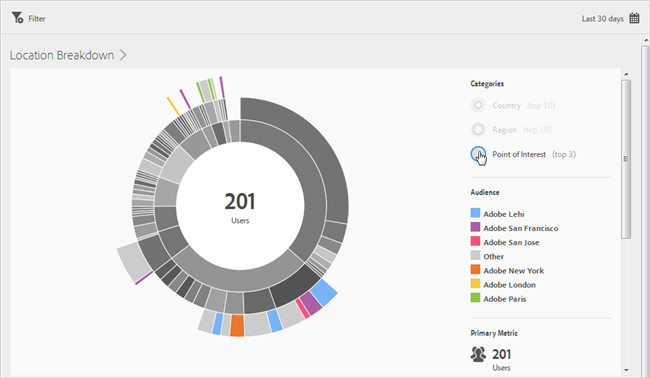 Filter
Last 30 days
Location Breakdown
201
Users
Categories
Country (top 10)
Region (top 10)
Point of Interest (top 3)
Audience
Adobe Lehi
Adobe San Francisco
Adobe San Jose
Other
Adobe New York
Adobe London
Adobe Paris
Primary Metric
201
Users